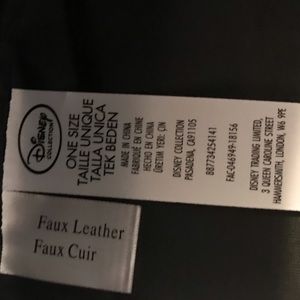 Disney
COLLECTION
ONE SIZE
TAILLE UNIQUE
TALLA UNICA
TEK BEDEN
MADE IN CHINA
FABRIQUÉ EN CHINE
HECHO EN CHINA
ÜRETIM YERI: ÇIN
DISNEY COLLECTION
PASADENA, CA91105
887734254141
FAC-046949-18156
DISNEY TRADING LIMITED,
3 QUEEN CAROLINE STREET
HAMMERSMITH, LONDON, W6 9PE
Faux Leather
Faux Cuir